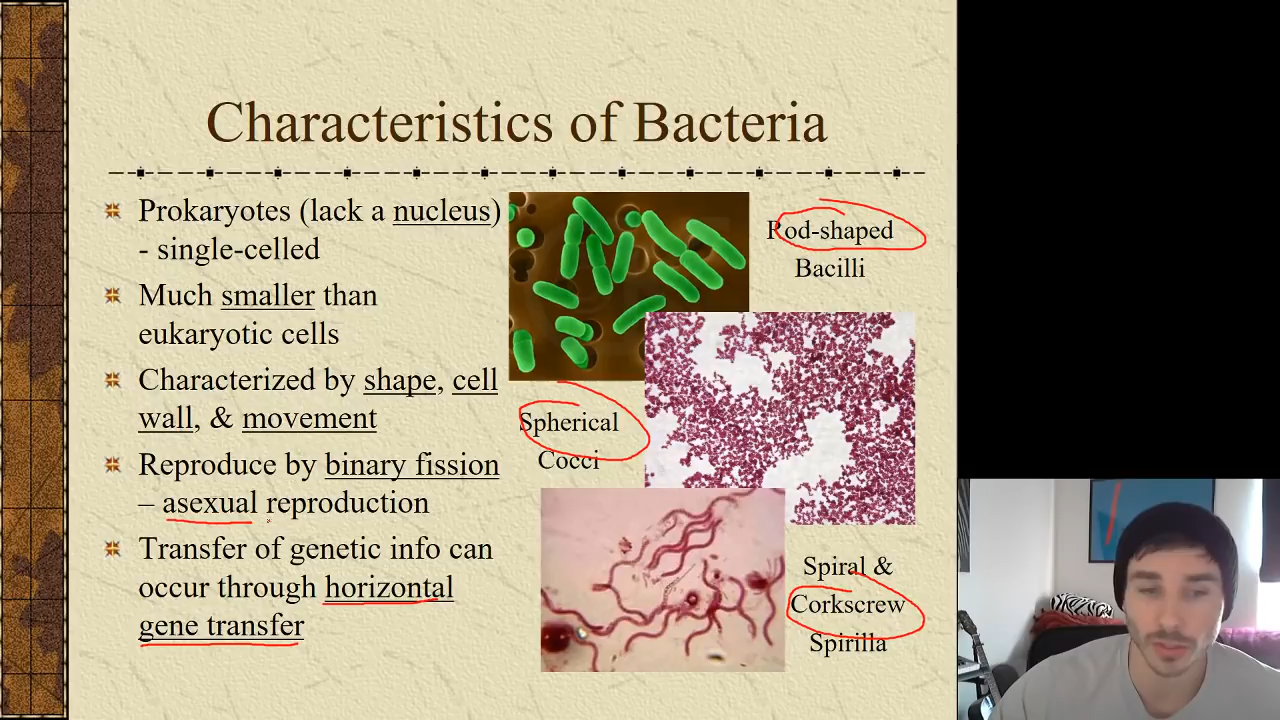 Characteristics of Bacteria
Prokaryotes (lack a nucleus)
- single-celled
Much smaller than
eukaryotic cells
Characterized by shape, cell
wall, & movement
Reproduce by binary fission
– asexual reproduction
Transfer of genetic info can
occur through horizontal
gene transfer
Rod-shaped
Bacilli
Spherical
Cocci
Spiral &
Corkscrew
Spirilla